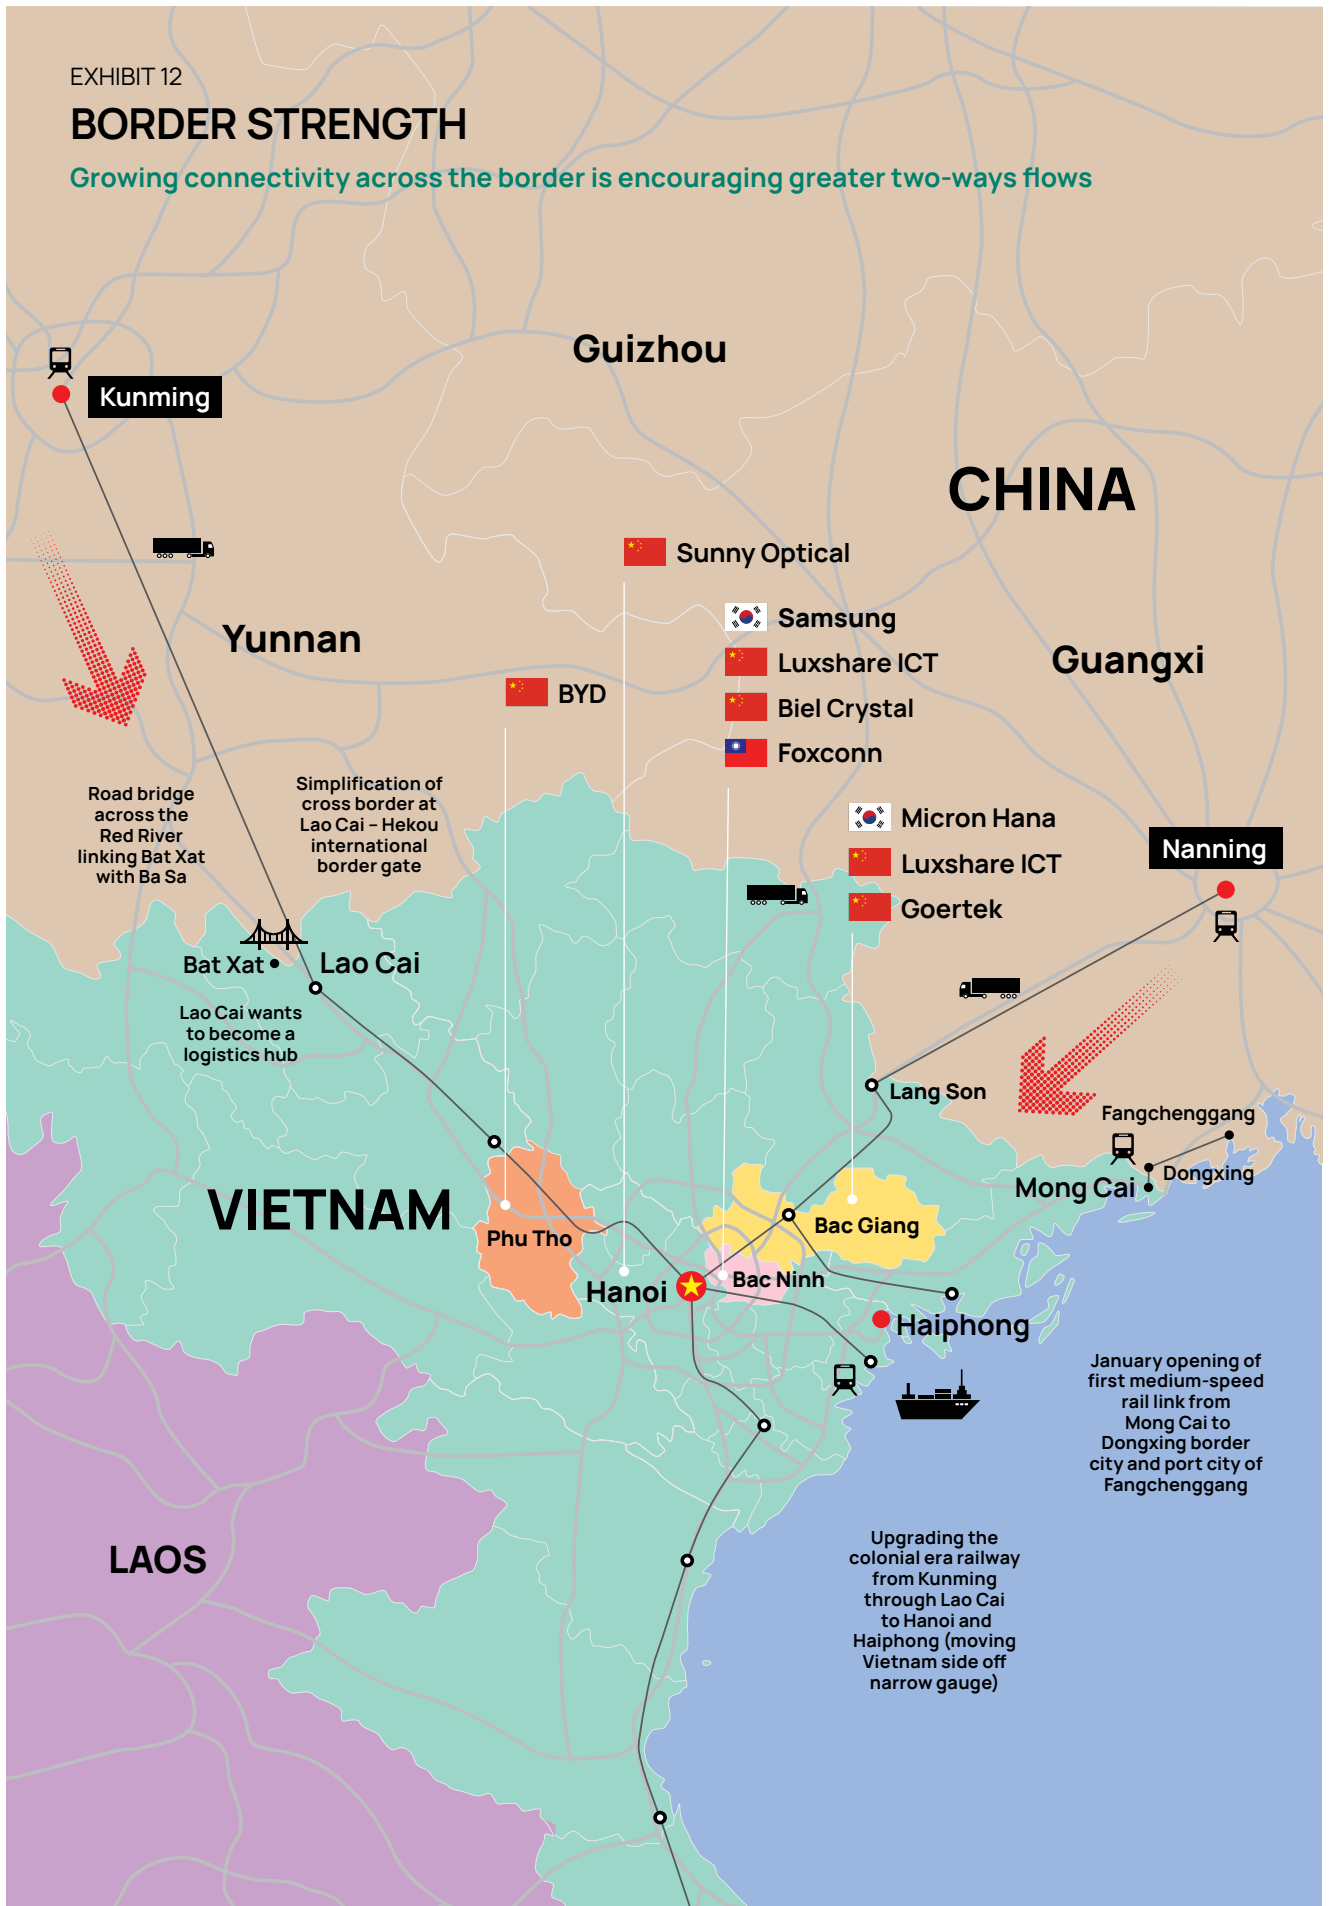 EXHIBIT 12
BORDER STRENGTH
Growing connectivity across the border is encouraging greater two-ways flows
Guizhou
Kunming
CHINA
Sunny Optical
Samsung
Yunnan
Luxshare ICT
Guangxi
BYD
Biel Crystal
Foxconn
Road bridge
across the
Red River
linking Bat Xat
with Ba Sa
Simplification of
cross border at
Lao Cai – Hekou
international
border gate
Micron Hana
Luxshare ICT
Goertek
Nanning
Bat Xat
Lao Cai
Lao Cai wants
to become a
logistics hub
Lang Son
Fangchenggang
Dongxing
Mong Cai
VIETNAM
Phu Tho
Bac Giang
Hanoi
Bac Ninh
Haiphong
January opening of
first medium-speed
rail link from
Mong Cai to
Dongxing border
city and port city of
Fangchenggang
LAOS
Upgrading the
colonial era railway
from Kunming
through Lao Cai
to Hanoi and
Haiphong (moving
Vietnam side off
narrow gauge)